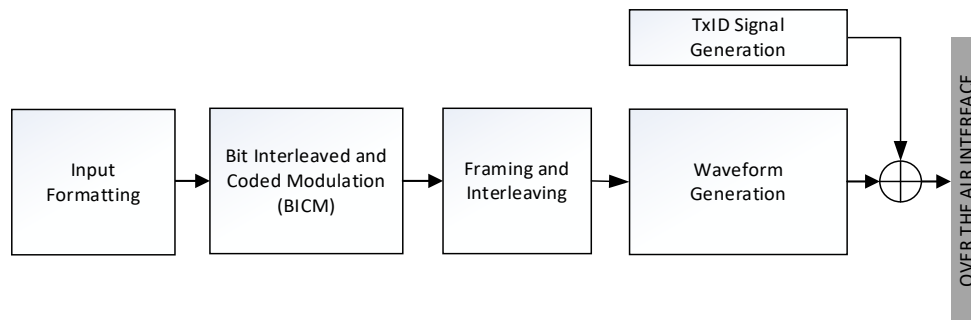 TxID Signal
Generation
Input
Formatting
Bit Interleaved and
Coded Modulation
(BICM)
Framing and
Interleaving
Waveform
Generation
OVER THE AIR INTERFACE